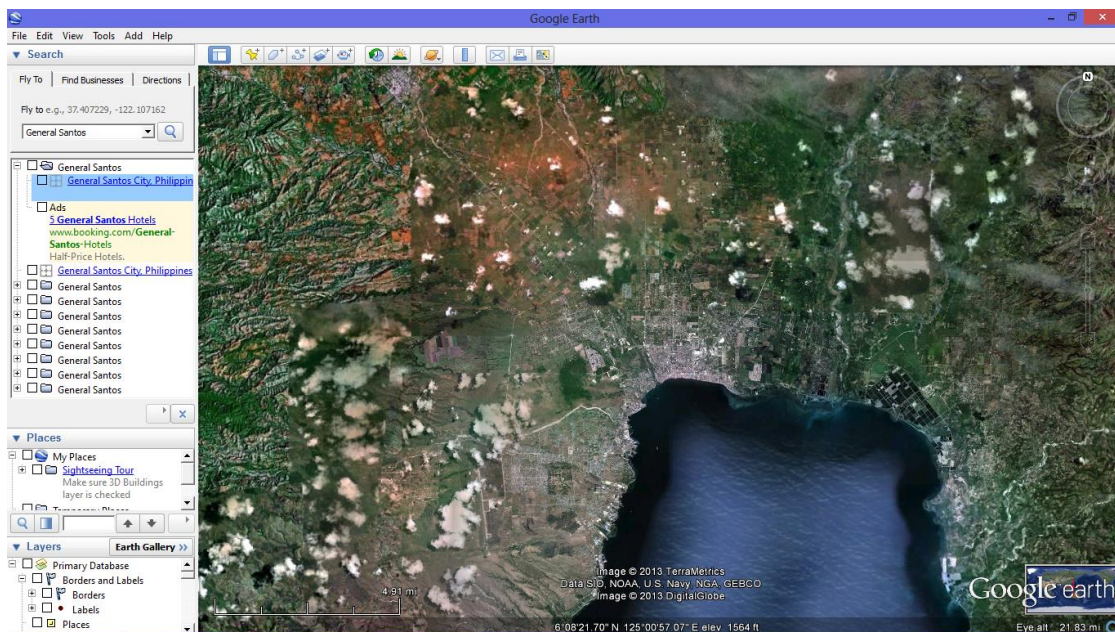 Google Earth
File Edit View Tools Add Help
Search
Fly To Find Businesses Directions
Fly to e.g., 37.407229, -122.107162
General Santos
General Santos
General Santos City, Philippin
Ads
5 General Santos Hotels
www.booking.com/General-
Santos-Hotels
Half-Price Hotels.
General Santos City, Philippines
General Santos
General Santos
General Santos
General Santos
General Santos
General Santos
General Santos
General Santos
Places
My Places
Sightseeing Tour
Make sure 3D Buildings
layer is checked
Temporary Places
Layers Earth Gallery >>
Primary Database
Borders and Labels
Borders
Labels
Places
N
4.91 mi
Image © 2013 TerraMetrics
Data SIO, NOAA, U.S. Navy, NGA, GEBCO
Image © 2013 DigitalGlobe
Google earth
6°08'21.70" N 125°00'57.07" E elev 1564 ft
Eye alt 21.83 mi